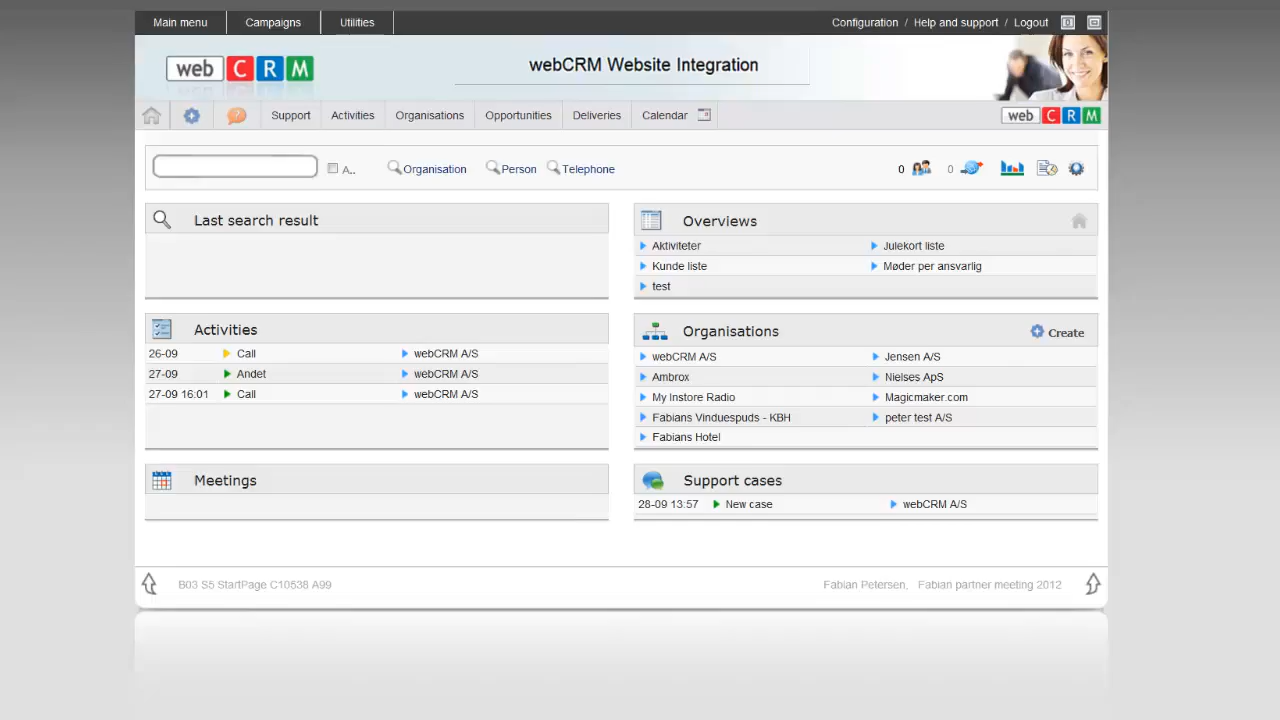 Main menu Campaigns Utilities Configuration / Help and support / Logout
web C R M webCRM Website Integration
Support Activities Organisations Opportunities Deliveries Calendar web C R M
A.. Organisation Person Telephone 0 0
Last search result
Overviews
Aktiviteter Julekort liste
Kunde liste Møder per ansvarlig
test
Activities
26-09 Call webCRM A/S
27-09 Andet webCRM A/S
27-09 16:01 Call webCRM A/S
Organisations Create
webCRM A/S Jensen A/S
Ambrox Nielses ApS
My Instore Radio Magicmaker.com
Fabians Vinduespuds - KBH peter test A/S
Fabians Hotel
Meetings
Support cases
28-09 13:57 New case webCRM A/S
B03 S5 StartPage C10538 A99 Fabian Petersen, Fabian partner meeting 2012